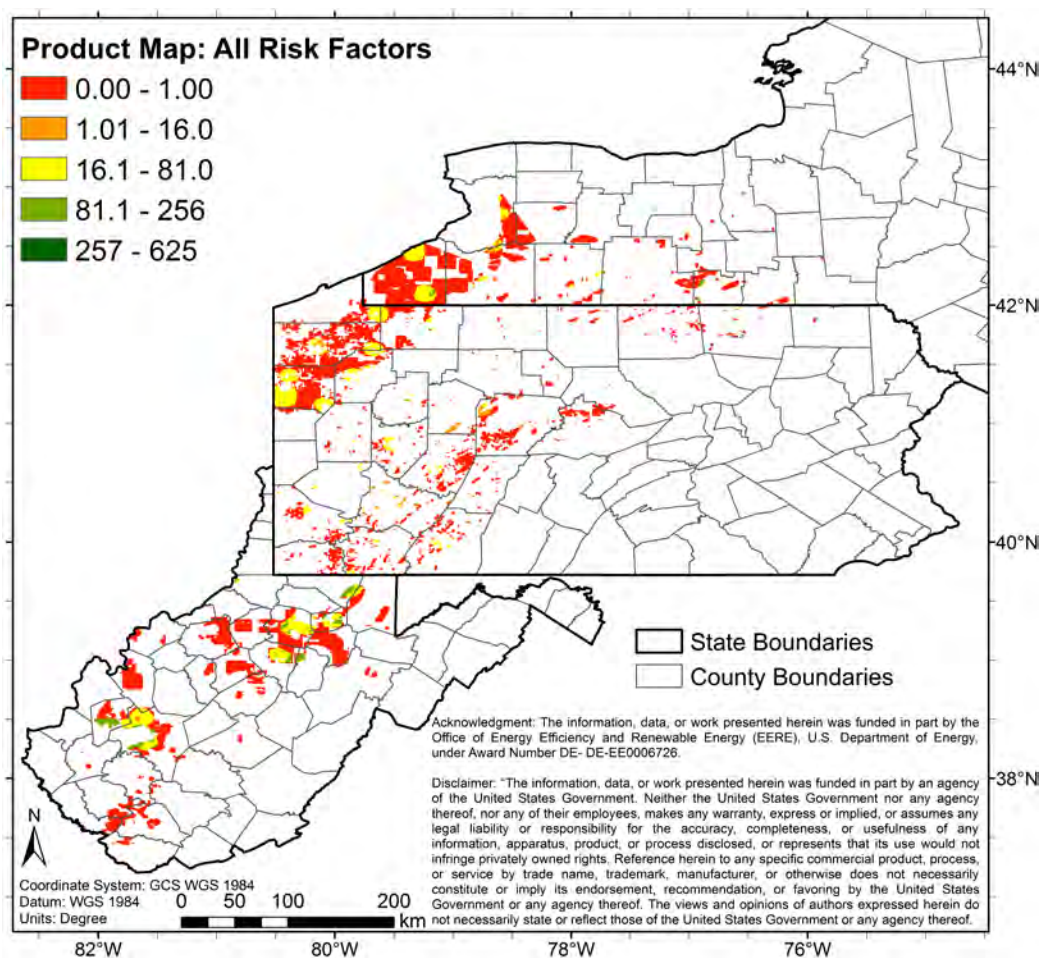 Product Map: All Risk Factors
0.00 - 1.00
1.01 - 16.0
16.1 - 81.0
81.1 - 256
257 - 625
44°N
42°N
40°N
38°N
State Boundaries
County Boundaries
Acknowledgment: The information, data, or work presented herein was funded in part by the
Office of Energy Efficiency and Renewable Energy (EERE), U.S. Department of Energy,
under Award Number DE- DE-EE0006726.
Disclaimer: “The information, data, or work presented herein was funded in part by an agency
of the United States Government. Neither the United States Government nor any agency
thereof, nor any of their employees, makes any warranty, express or implied, or assumes any
legal liability or responsibility for the accuracy, completeness, or usefulness of any
information, apparatus, product, or process disclosed, or represents that its use would not
infringe privately owned rights. Reference herein to any specific commercial product, process,
or service by trade name, trademark, manufacturer, or otherwise does not necessarily
constitute or imply its endorsement, recommendation, or favoring by the United States
Government or any agency thereof. The views and opinions of authors expressed herein do
not necessarily state or reflect those of the United States Government or any agency thereof.
N
Coordinate System: GCS WGS 1984
Datum: WGS 1984
Units: Degree
0 50 100 200
km
82°W 80°W 78°W 76°W